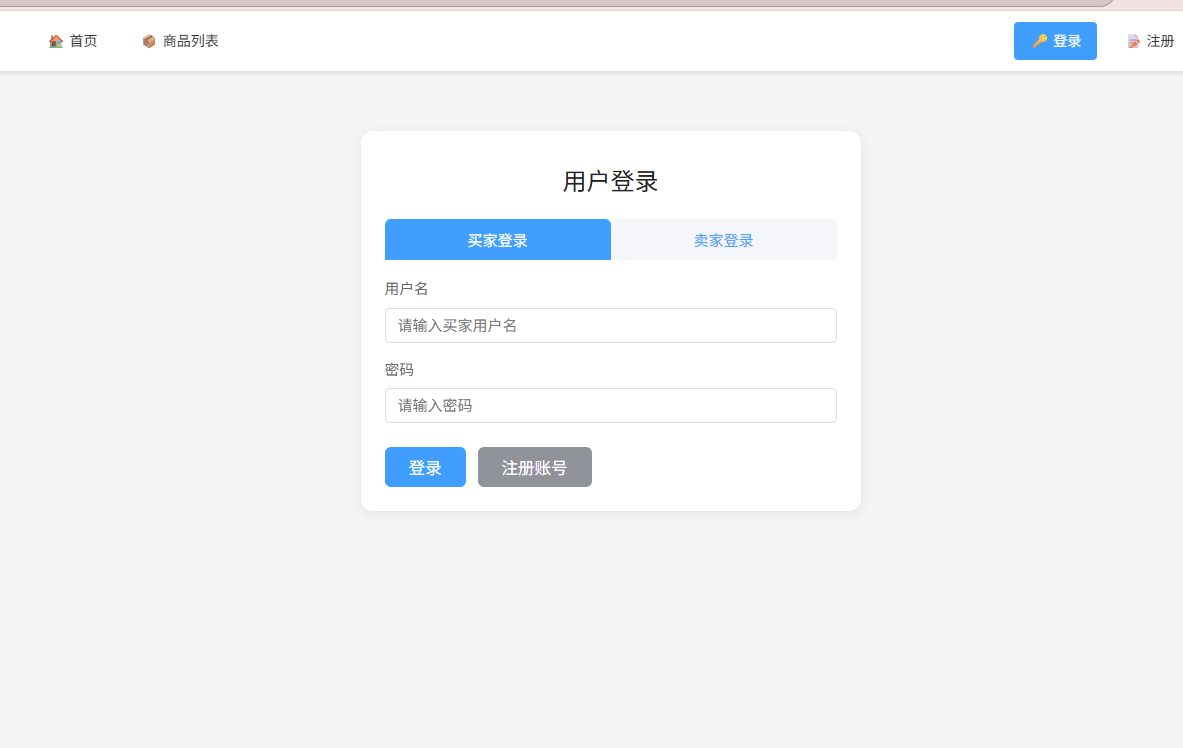 首页 商品列表 登录 注册
用户登录
买家登录 卖家登录
用户名
请输入买家用户名
密码
请输入密码
登录 注册账号